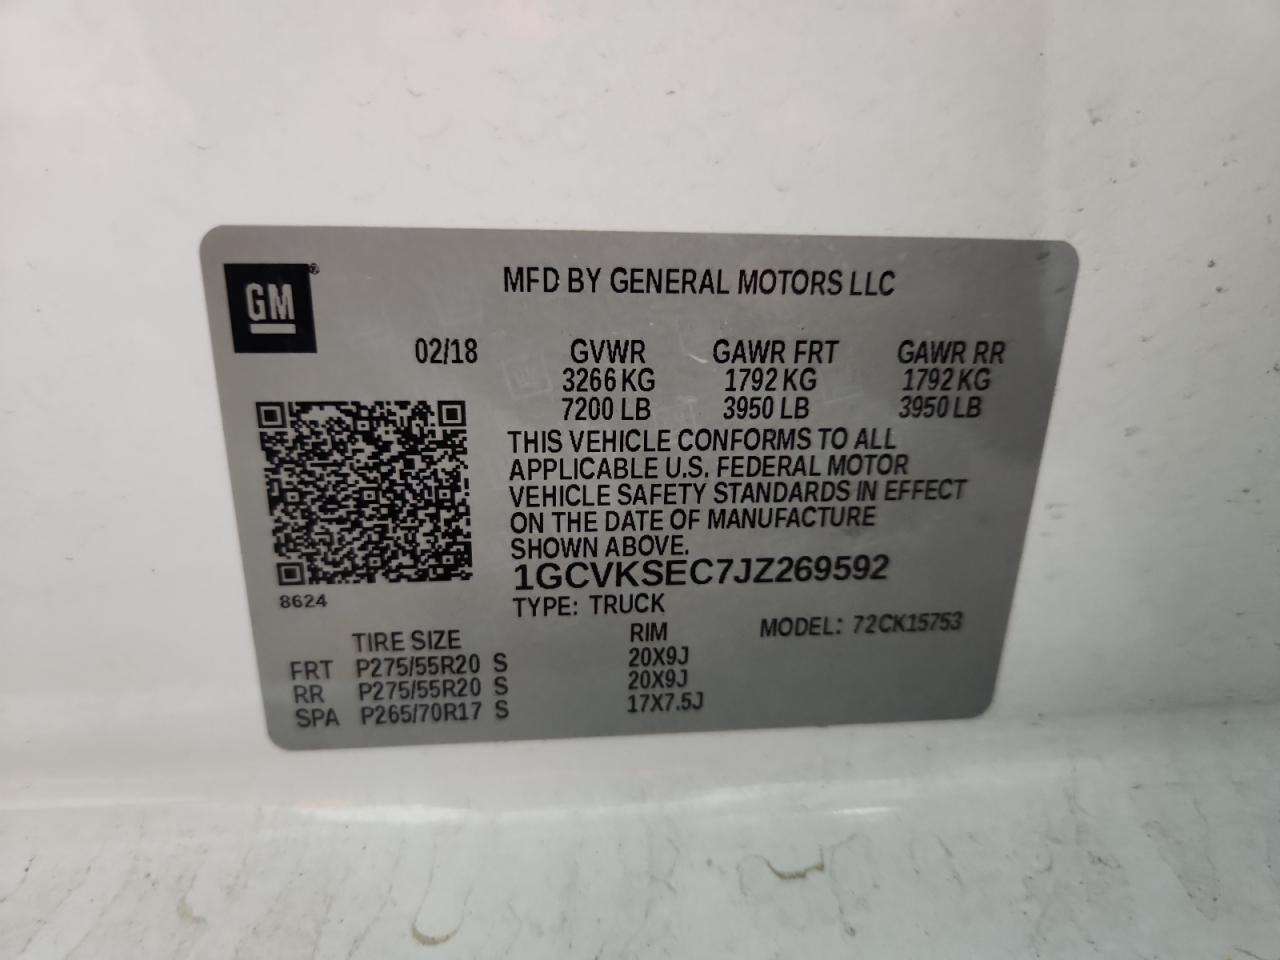 GM®
MFD BY GENERAL MOTORS LLC
02/18 GVWR GAWR FRT GAWR RR
3266 KG 1792 KG 1792 KG
7200 LB 3950 LB 3950 LB
THIS VEHICLE CONFORMS TO ALL
APPLICABLE U.S. FEDERAL MOTOR
VEHICLE SAFETY STANDARDS IN EFFECT
ON THE DATE OF MANUFACTURE
SHOWN ABOVE.
1GCVKSEC7JZ269592
8624
TYPE: TRUCK
MODEL: 72CK15753
TIRE SIZE RIM
FRT P275/55R20 S 20X9J
RR P275/55R20 S 20X9J
SPA P265/70R17 S 17X7.5J